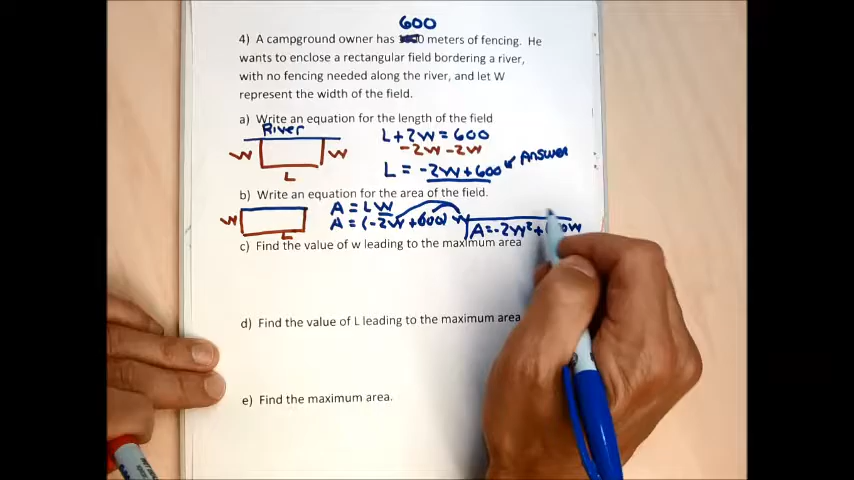 600
4) A campground owner has 0 meters of fencing. He
wants to enclose a rectangular field bordering a river,
with no fencing needed along the river, and let W
represent the width of the field.
a) Write an equation for the length of the field
River
W W
L
L+2W=600
-2W -2W
L = -2W+600 Answer
b) Write an equation for the area of the field.
W
L
A = LW
A = (-2W+600) W
A=-2W²+ 0W
c) Find the value of w leading to the maximum area
d) Find the value of L leading to the maximum area
e) Find the maximum area.